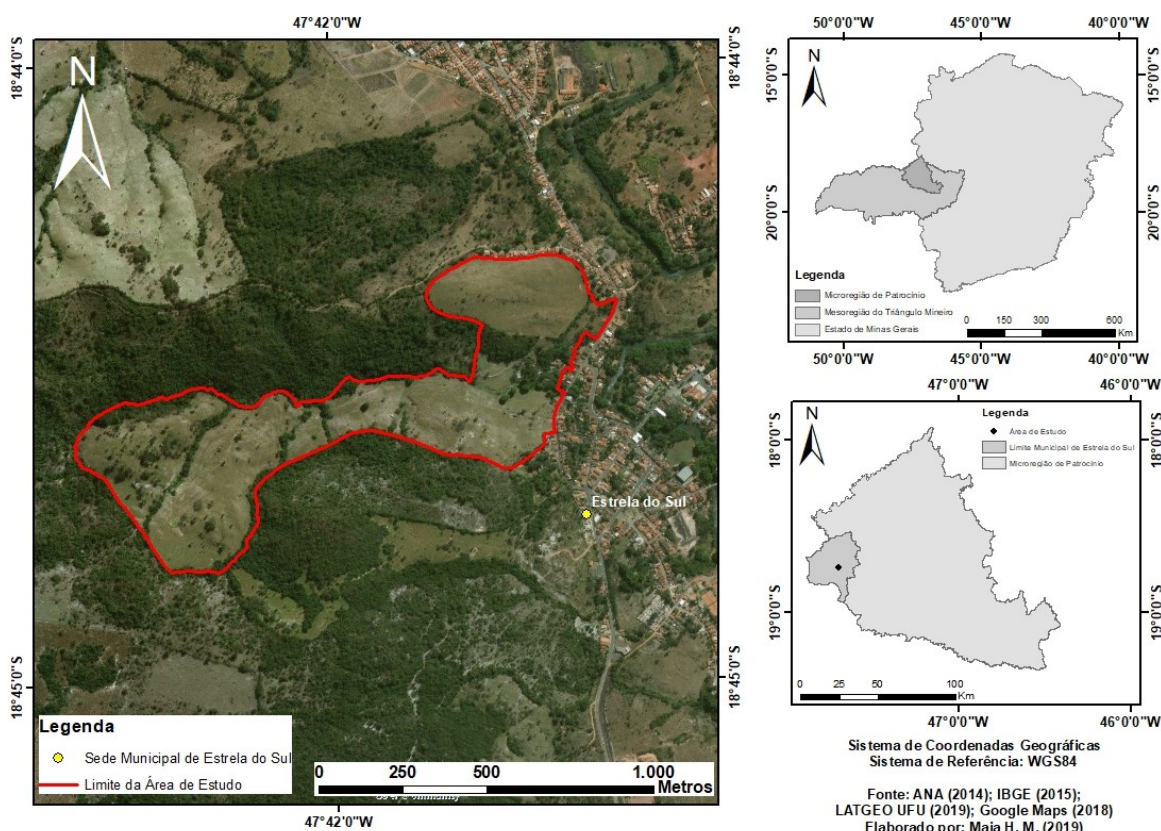 47°42'0"W
18°44'0"S
18°44'0"S
N
Estrela do Sul
18°45'0"S
18°45'0"S
Legenda
Sede Municipal de Estrela do Sul
Limite da Área de Estudo
0 250 500 1.000
Metros
47°42'0"W
50°0'0"W 45°0'0"W 40°0'0"W
15°0'0"S
15°0'0"S
N
20°0'0"S
20°0'0"S
Legenda
Microregião de Patrocínio
Mesoregião do Triângulo Mineiro
Estado de Minas Gerais
0 150 300 600
Km
50°0'0"W 45°0'0"W 40°0'0"W
47°0'0"W 46°0'0"W
N
Legenda
Área de Estudo
Limite Municipal de Estrela do Sul
Microregião de Patrocínio
18°0'0"S
18°0'0"S
19°0'0"S
19°0'0"S
0 25 50 100
Km
47°0'0"W 46°0'0"W
Sistema de Coordenadas Geográficas
Sistema de Referência: WGS84
Fonte: ANA (2014); IBGE (2015);
LATGEO UFU (2019); Google Maps (2018)
Elaborado por: Maia H. M. (2019)